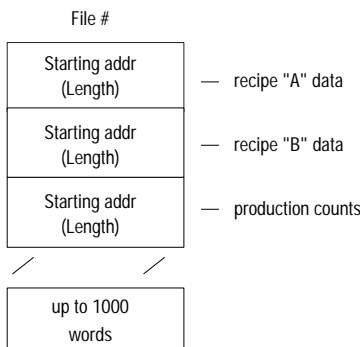 File #
Starting addr
(Length)
recipe "A" data
Starting addr
(Length)
recipe "B" data
Starting addr
(Length)
production counts
up to 1000
words